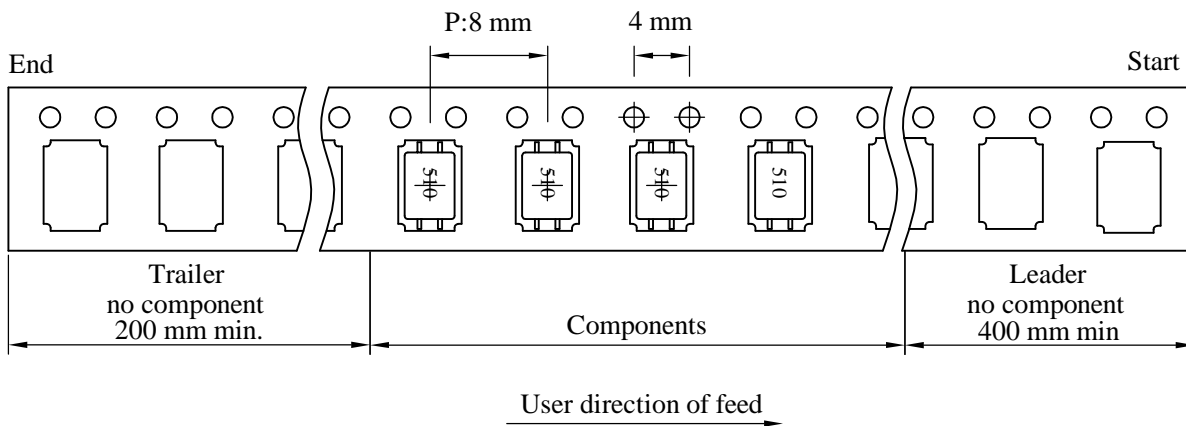 P:8 mm
4 mm
End
Start
510
510
510
510
Trailer
no component
200 mm min.
Components
Leader
no component
400 mm min
User direction of feed